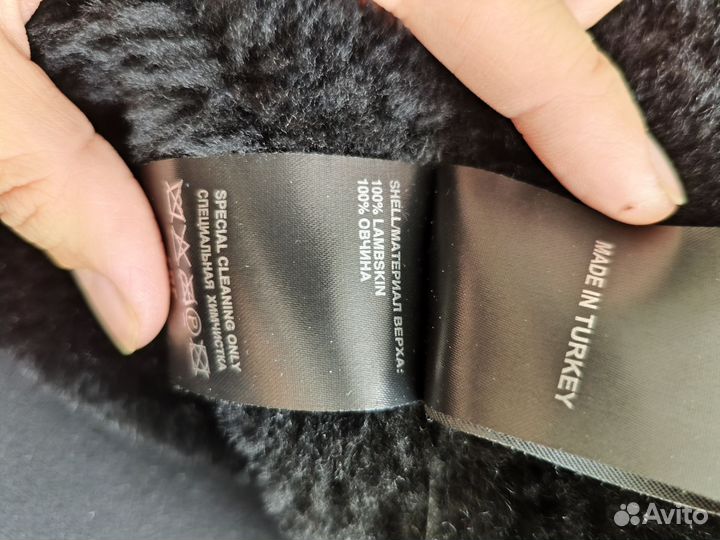 SHELL/МАТЕРИАЛ ВЕРХА:
100% LAMBSKIN
100% ОВЧИНА
SPECIAL CLEANING ONLY
СПЕЦИАЛЬНАЯ ХИМЧИСТКА
P
MADE IN TURKEY
Avito